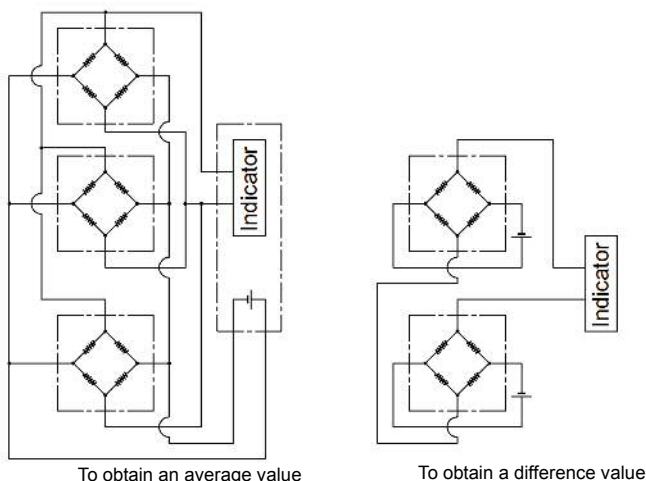 Indicator
Indicator
To obtain an average value
To obtain a difference value